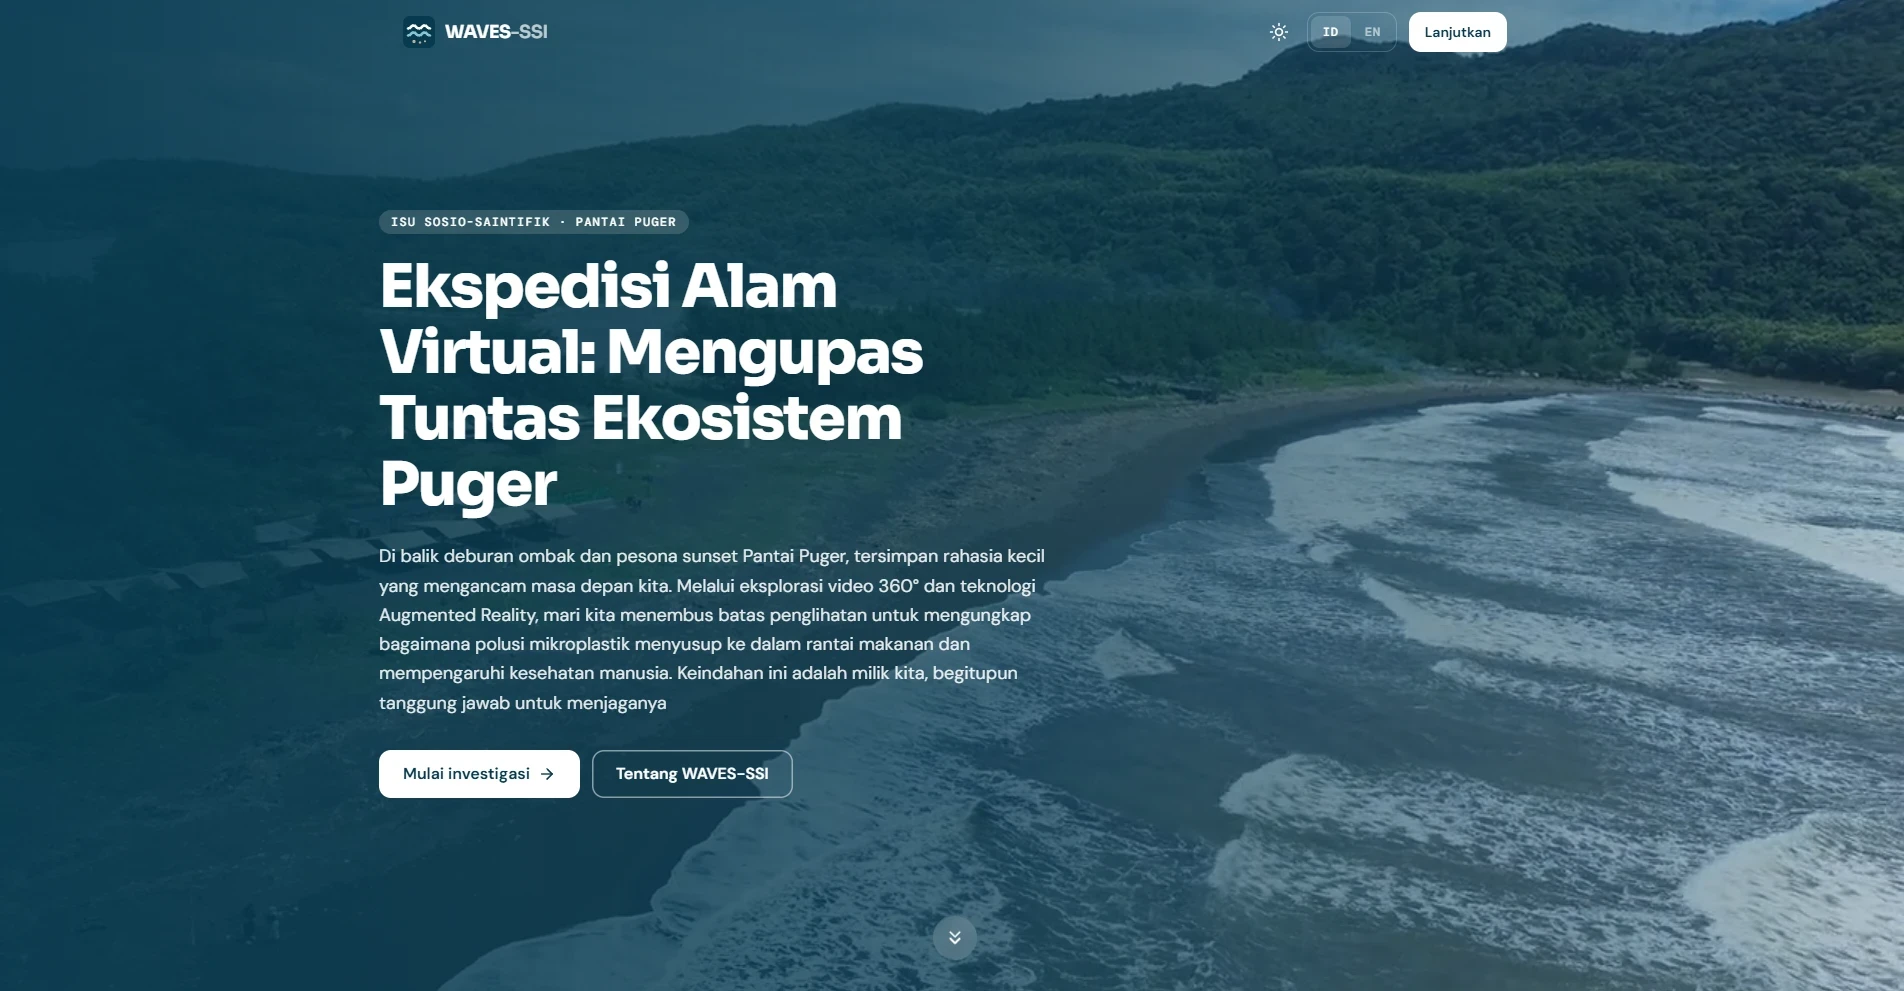 WAVES-SSI
ID
EN
Lanjutkan
ISU SOSIO-SAINTIFIK · PANTAI PUGER
Ekspedisi Alam
Virtual: Mengupas
Tuntas Ekosistem
Puger
Di balik deburan ombak dan pesona sunset Pantai Puger, tersimpan rahasia kecil
yang mengancam masa depan kita. Melalui eksplorasi video 360° dan teknologi
Augmented Reality, mari kita menembus batas penglihatan untuk mengungkap
bagaimana polusi mikroplastik menyusup ke dalam rantai makanan dan
mempengaruhi kesehatan manusia. Keindahan ini adalah milik kita, begitupun
tanggung jawab untuk menjaganya
Mulai investigasi →
Tentang WAVES-SSI